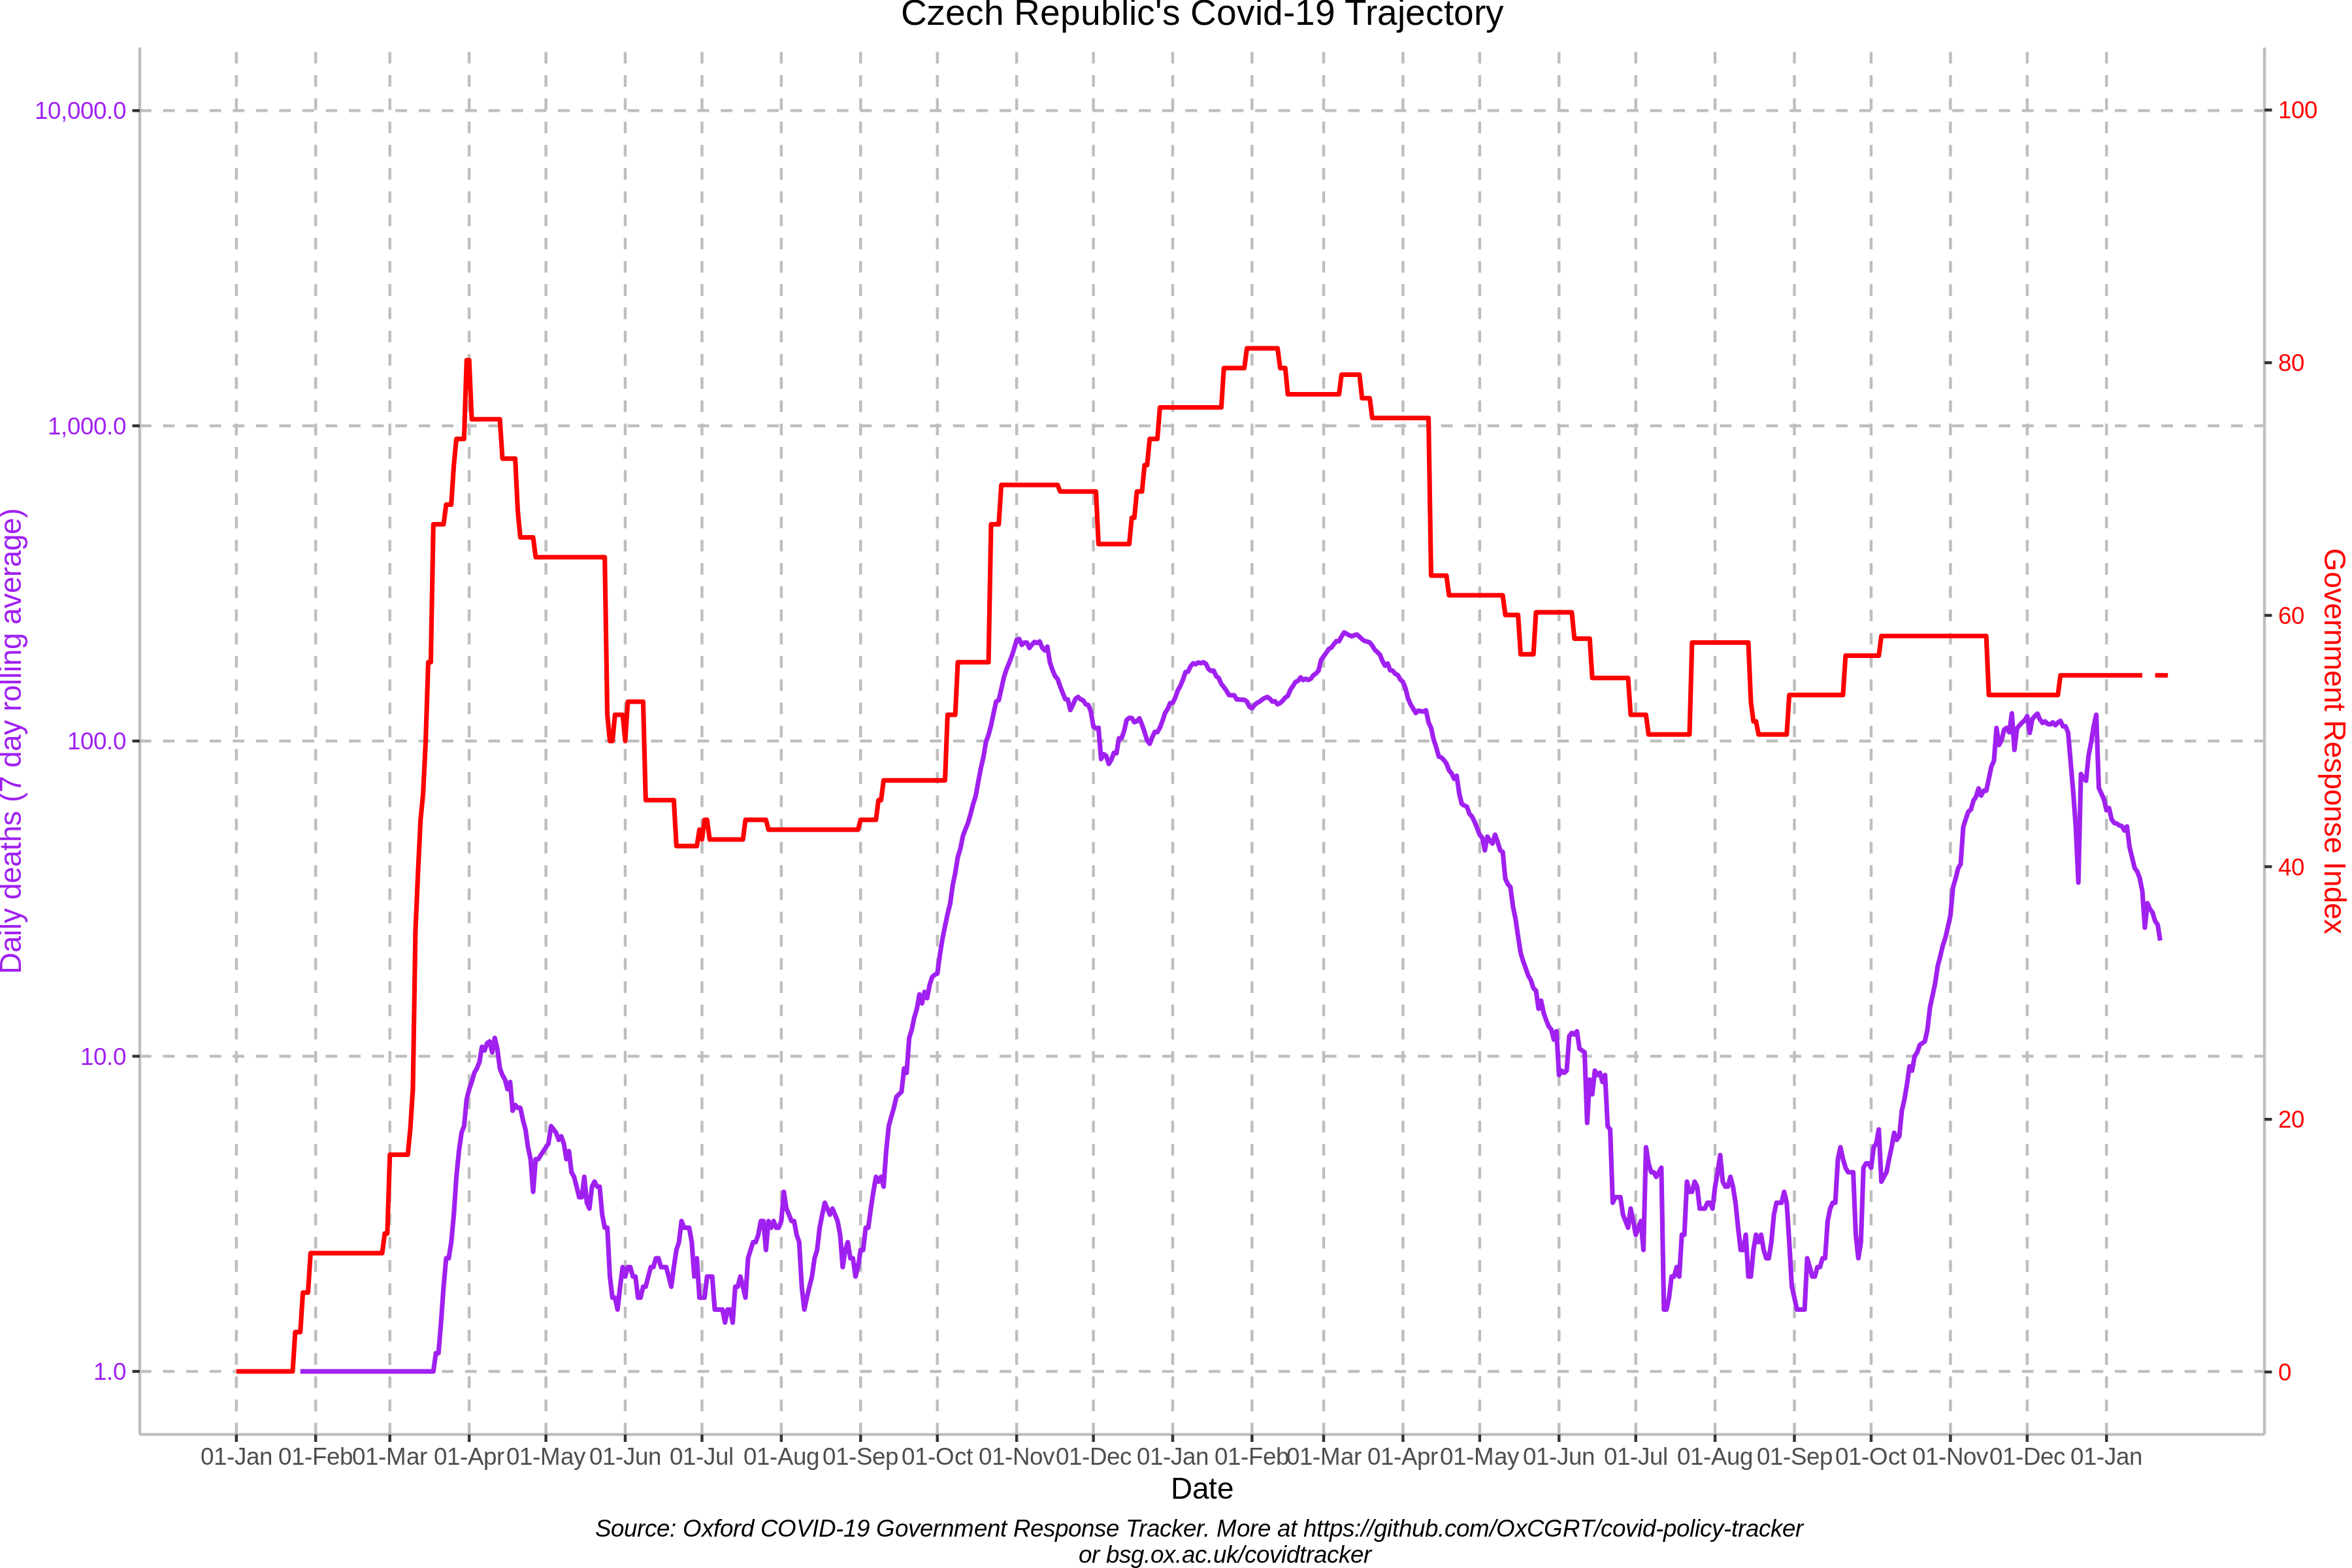 Czech Republic's Covid-19 Trajectory
10,000.0
1,000.0
100.0
10.0
1.0
Daily deaths (7 day rolling average)
100
80
60
40
20
0
Government Response Index
01-Jan 01-Feb 01-Mar 01-Apr 01-May 01-Jun 01-Jul 01-Aug 01-Sep 01-Oct 01-Nov 01-Dec 01-Jan 01-Feb 01-Mar 01-Apr 01-May 01-Jun 01-Jul 01-Aug 01-Sep 01-Oct 01-Nov 01-Dec 01-Jan
Date
Source: Oxford COVID-19 Government Response Tracker. More at https://github.com/OxCGRT/covid-policy-tracker
or bsg.ox.ac.uk/covidtracker